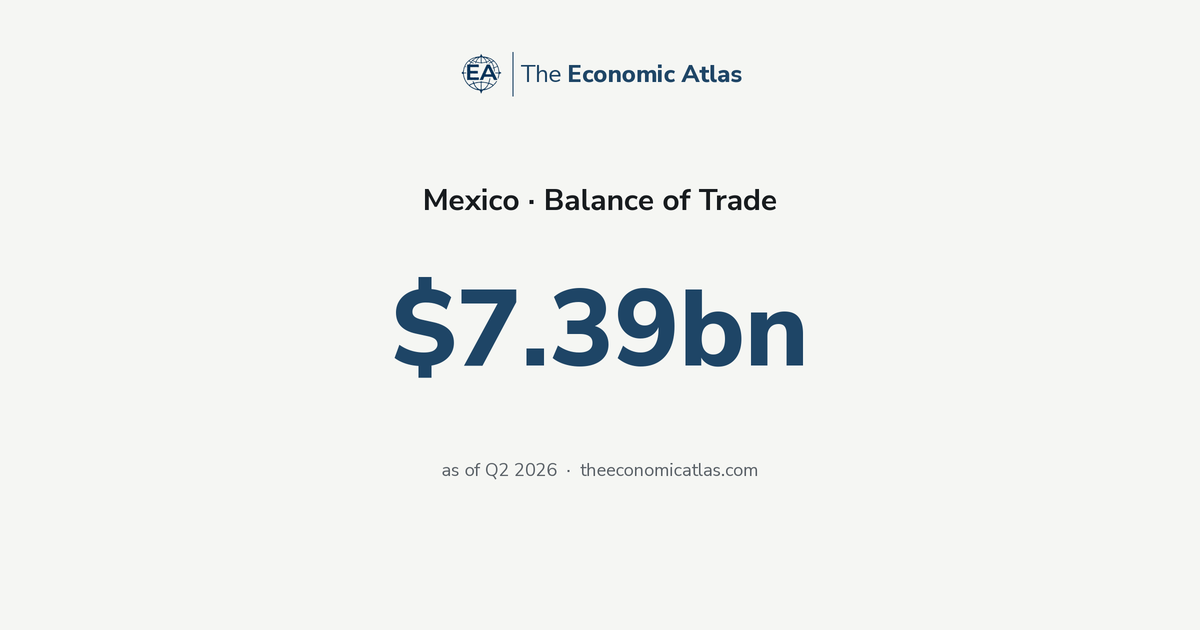 EA The Economic Atlas
Mexico · Balance of Trade
$7.39bn
as of Q2 2026 · theeconomicatlas.com